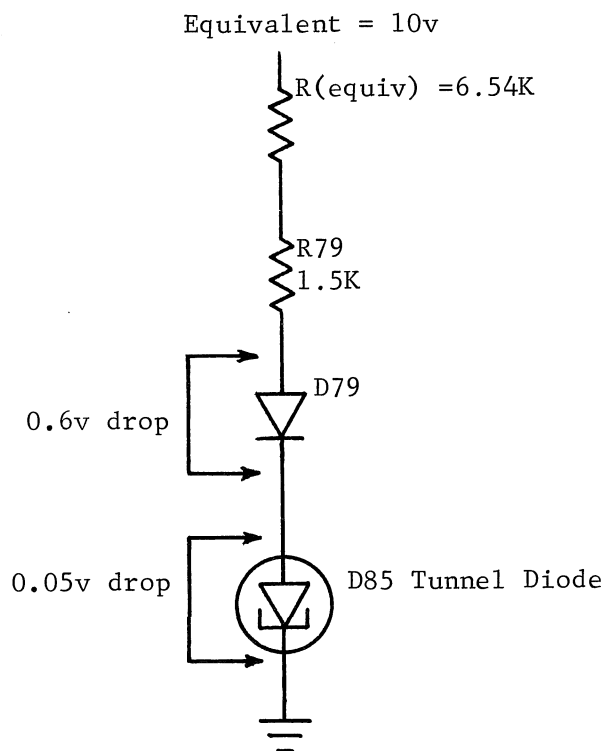 Equivalent = 10v
R(equiv) =6.54K
R79
1.5K
D79
0.6v drop
0.05v drop
D85 Tunnel Diode